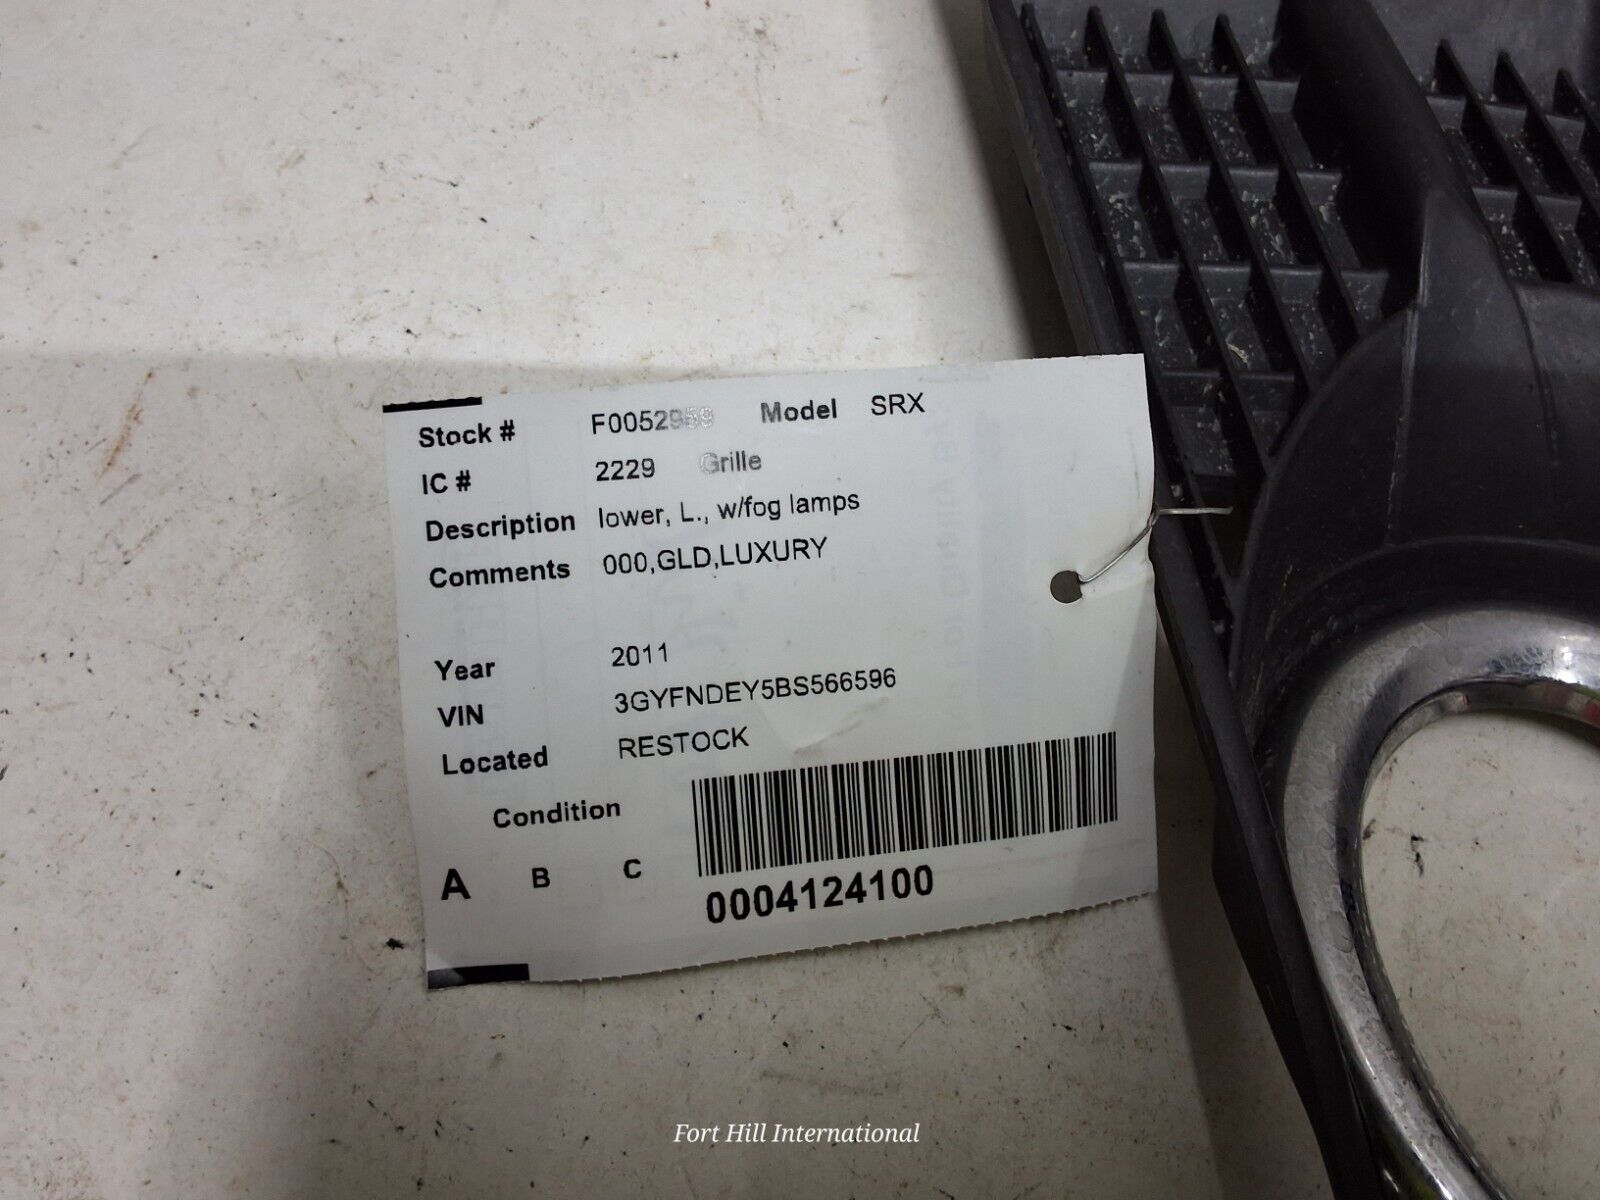 Stock # F0052959 Model SRX
IC # 2229 Grille
Description lower, L., w/fog lamps
Comments 000,GLD,LUXURY
Year 2011
VIN 3GYFNDEY5BS566596
Located RESTOCK
Condition
A B C
0004124100
Fort Hill International